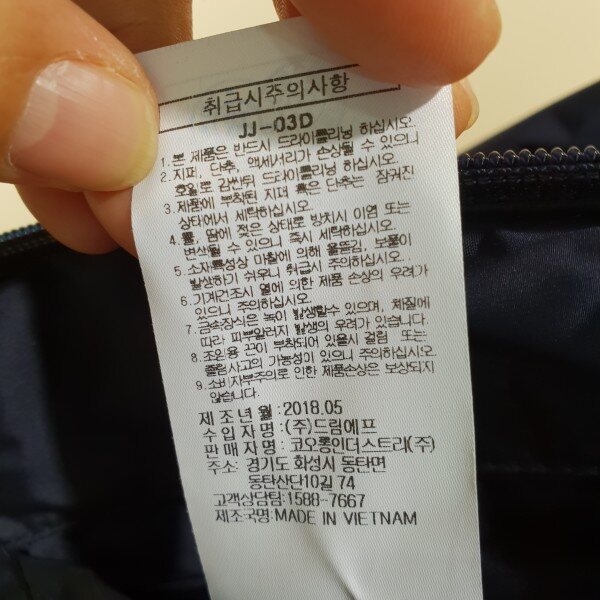 취급시주의사항
JJ-03D
1. 본 제품은 반드시 드라이클리닝 하십시오.
2. 지퍼, 단추, 액세서리가 손상될 수 있으니
호일로 감싼뒤 드라이클리닝 하십시오.
3. 제품에 부착된 지퍼 혹은 단추는 잠궈진
상태에서 세탁하십시오.
4. 물, 땀에 젖은 상태로 방치시 이염 또는
변색될 수 있으니 즉시 세탁하십시오.
5. 소재특성상 마찰에 의해 올뜯김, 보풀이
발생하기 쉬우니 취급시 주의하십시오.
6. 기계건조시 열에 의한 제품 손상의 우려가
있으니 주의하십시오.
7. 금속장식은 녹이 발생할수 있으며, 체질에
따라 피부알러지 발생의 우려가 있습니다.
8. 조임용 끈이 부착되어 있을시 걸림 또는
졸림사고의 가능성이 있으니 주의하십시오.
9. 소비자부주의로 인한 제품손상은 보상되지
않습니다.
제조년월:2018.05
수입자명:(주)드림에프
판매자명:코오롱인더스트리(주)
주소: 경기도 화성시 동탄면
동탄산단10길 74
고객상담팀:1588-7667
제조국명:MADE IN VIETNAM